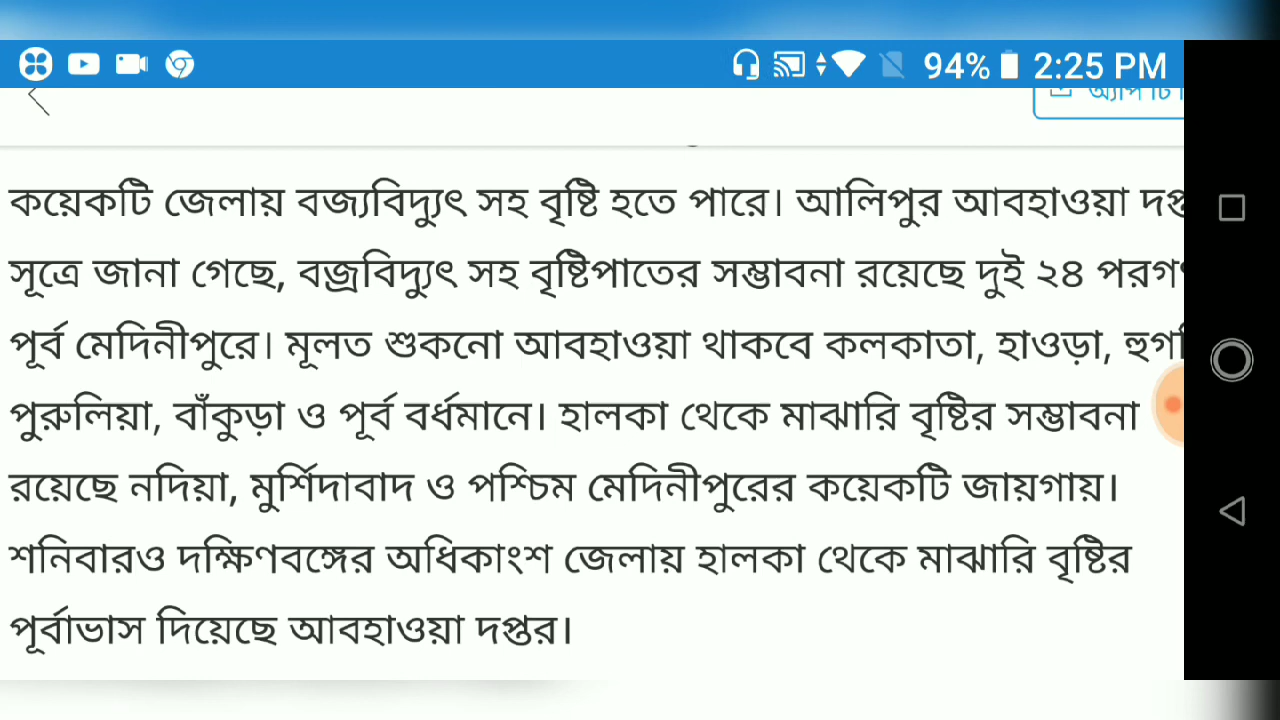 94% 2:25 PM
অ্যাপ টি
কয়েকটি জেলায় বজ্যবিদ্যুৎ সহ বৃষ্টি হতে পারে। আলিপুর আবহাওয়া
সূত্রে জানা গেছে, বজ্রবিদ্যুৎ সহ বৃষ্টিপাতের সম্ভাবনা রয়েছে দুই ২৪
পূর্ব মেদিনীপুরে। মূলত শুকনো আবহাওয়া থাকবে কলকাতা, হাওড়া,
পুরুলিয়া, বাঁকুড়া ও পূর্ব বর্ধমানে। হালকা থেকে মাঝারি বৃষ্টির সম্ভাবনা
রয়েছে নদিয়া, মুর্শিদাবাদ ও পশ্চিম মেদিনীপুরের কয়েকটি জায়গায়।
শনিবারও দক্ষিণবঙ্গের অধিকাংশ জেলায় হালকা থেকে মাঝারি বৃষ্টির
পূর্বাভাস দিয়েছে আবহাওয়া দপ্তর।